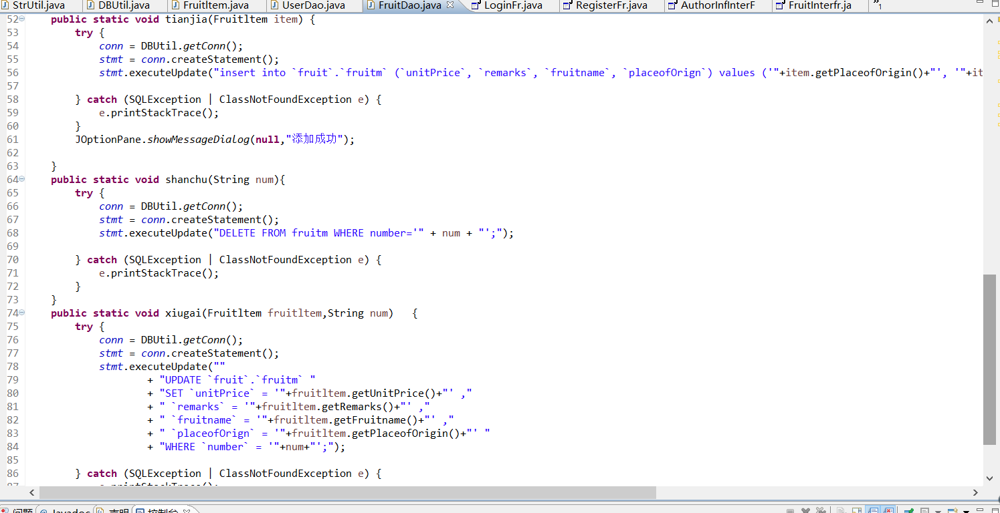 StrUtil.java DBUtil.java FruitItem.java UserDao.java FruitDao.java LoginFr.java RegisterFr.java AuthorInfInterF FruitInterfr.ja »1
52 public static void tianjia(Fruitltem item) {
53 try {
54 conn = DBUtil.getConn();
55 stmt = conn.createStatement();
56 stmt.executeUpdate("insert into `fruit`.`fruitm` (`unitPrice`, `remarks`, `fruitname`, `placeofOrign`) values ('"+item.getPlaceofOrigin()+"', '"+it
57
58 } catch (SQLException | ClassNotFoundException e) {
59 e.printStackTrace();
60 }
61 JOptionPane.showMessageDialog(null,"添加成功");
62
63 }
64 public static void shanchu(String num){
65 try {
66 conn = DBUtil.getConn();
67 stmt = conn.createStatement();
68 stmt.executeUpdate("DELETE FROM fruitm WHERE number='" + num + "';");
69
70 } catch (SQLException | ClassNotFoundException e) {
71 e.printStackTrace();
72 }
73 }
74 public static void xiugai(Fruitltem fruitltem,String num) {
75 try {
76 conn = DBUtil.getConn();
77 stmt = conn.createStatement();
78 stmt.executeUpdate(""
79 + "UPDATE `fruit`.`fruitm` "
80 + "SET `unitPrice` = '"+fruitltem.getUnitPrice()+"' ,"
81 + " `remarks` = '"+fruitltem.getRemarks()+"' ,"
82 + " `fruitname` = '"+fruitltem.getFruitname()+"' ,"
83 + " `placeofOrign` = '"+fruitltem.getPlaceofOrigin()+"' "
84 + "WHERE `number` = '"+num+"';");
85
86 } catch (SQLException | ClassNotFoundException e) {
87 e.printStackTrace();
问题 @ Javadoc 声明 控制台